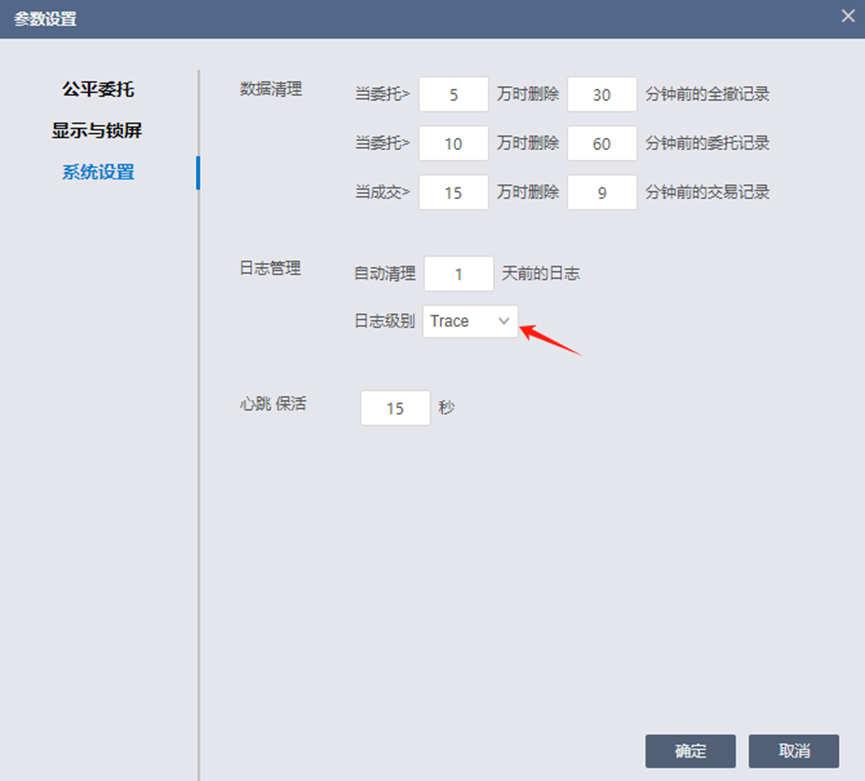 参数设置
公平委托
显示与锁屏
系统设置
数据清理
当委托> 5 万时删除 30 分钟前的全撤记录
当委托> 10 万时删除 60 分钟前的委托记录
当成交> 15 万时删除 9 分钟前的交易记录
日志管理
自动清理 1 天前的日志
日志级别 Trace
心跳 保活 15 秒
确定 取消